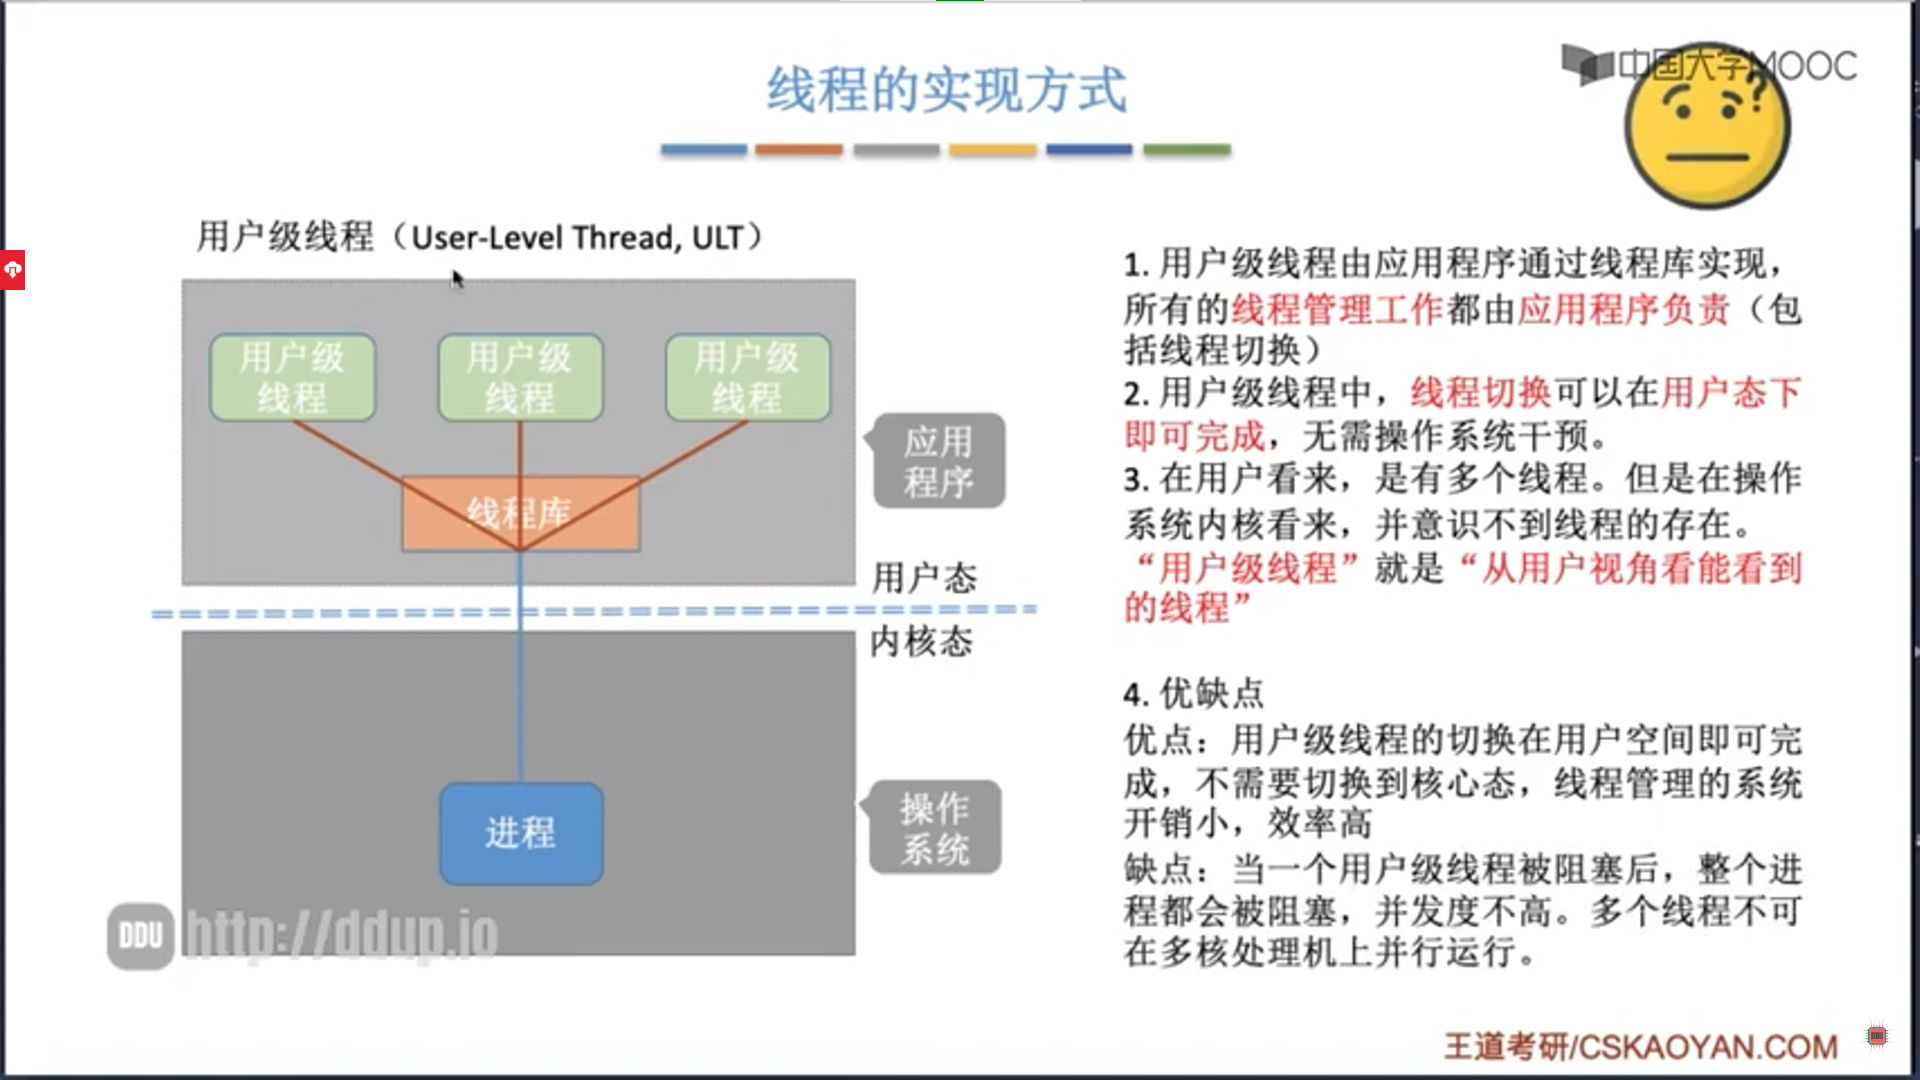 中国大学MOOC
线程的实现方式
用户级线程（User-Level Thread, ULT）
用户级
线程
用户级
线程
用户级
线程
线程库
应用
程序
用户态
内核态
进程
操作
系统
1. 用户级线程由应用程序通过线程库实现，
所有的线程管理工作都由应用程序负责（包
括线程切换）
2. 用户级线程中，线程切换可以在用户态下
即可完成，无需操作系统干预。
3. 在用户看来，是有多个线程。但是在操作
系统内核看来，并意识不到线程的存在。
“用户级线程”就是“从用户视角看能看到
的线程”
4. 优缺点
优点：用户级线程的切换在用户空间即可完
成，不需要切换到核心态，线程管理的系统
开销小，效率高
缺点：当一个用户级线程被阻塞后，整个进
程都会被阻塞，并发度不高。多个线程不可
在多核处理机上并行运行。
DDU http://ddup.io
王道考研/CSKAOYAN.COM